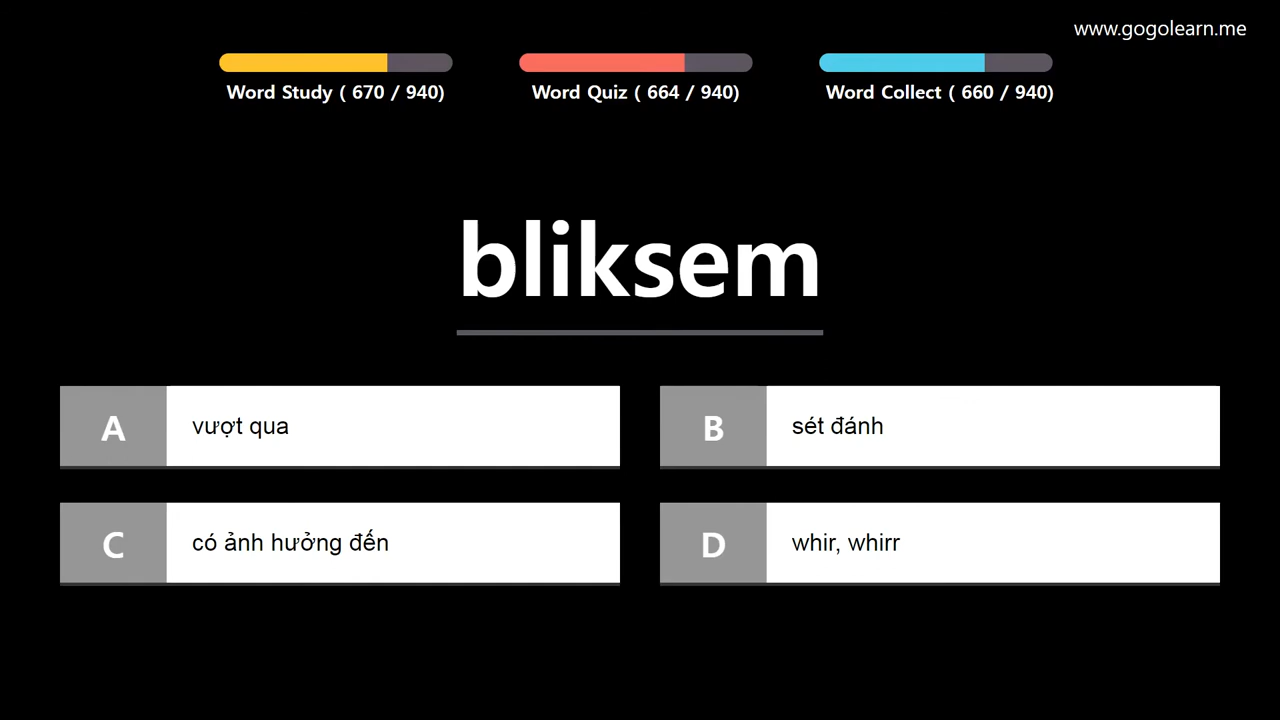 www.gogolearn.me
Word Study ( 670 / 940)
Word Quiz ( 664 / 940)
Word Collect ( 660 / 940)
bliksem
A vượt qua
B sét đánh
C có ảnh hưởng đến
D whir, whirr